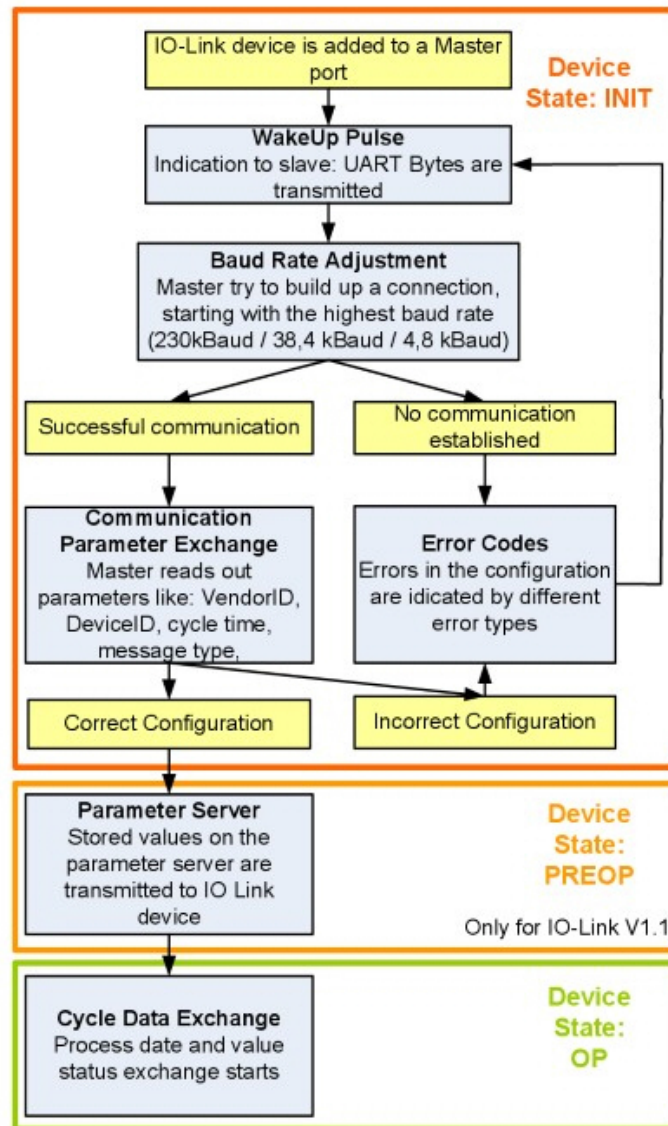 IO-Link device is added to a Master
port
Device
State: INIT
WakeUp Pulse
Indication to slave: UART Bytes are
transmitted
Baud Rate Adjustment
Master try to build up a connection,
starting with the highest baud rate
(230kBaud / 38,4 kBaud / 4,8 kBaud)
Successful communication
No communication
established
Communication
Parameter Exchange
Master reads out
parameters like: VendorID,
DeviceID, cycle time,
message type,
Error Codes
Errors in the configuration
are idicated by different
error types
Correct Configuration
Incorrect Configuration
Parameter Server
Stored values on the
parameter server are
transmitted to IO Link
device
Device
State:
PREOP
Only for IO-Link V1.1
Cycle Data Exchange
Process date and value
status exchange starts
Device
State:
OP